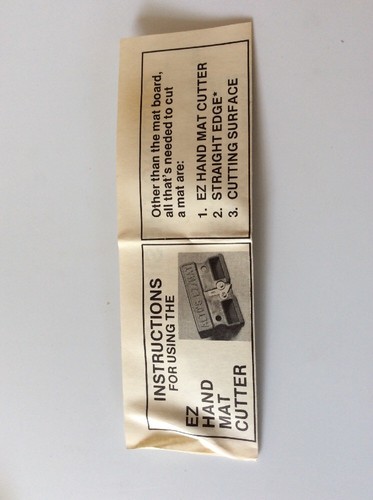 INSTRUCTIONS
FOR USING THE
EZ
HAND
MAT
CUTTER
Other than the mat board,
all that's needed to cut
a mat are:
1. EZ HAND MAT CUTTER
2. STRAIGHT EDGE*
3. CUTTING SURFACE